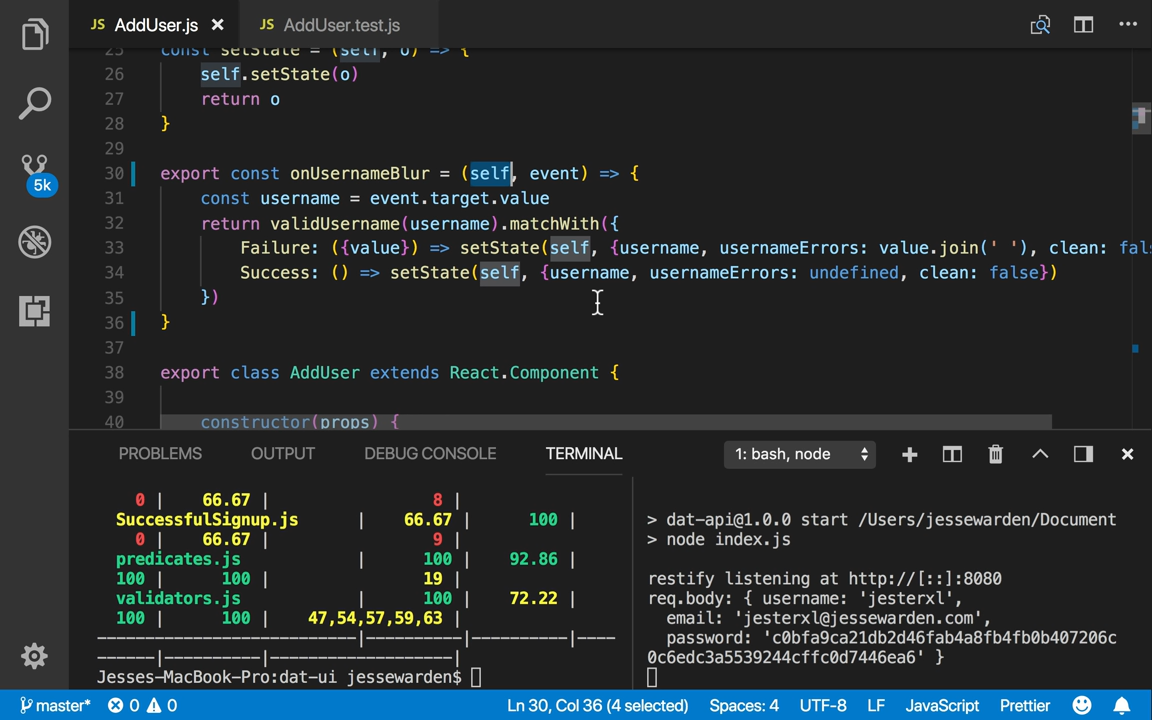 JS AddUser.js
JS AddUser.test.js
25 const setState = (self, o) => {
26 self.setState(o)
27 return o
28 }
29
30 export const onUsernameBlur = (self, event) => {
31 const username = event.target.value
32 return validUsername(username).matchWith({
33 Failure: ({value}) => setState(self, {username, usernameErrors: value.join(' '), clean: fal
34 Success: () => setState(self, {username, usernameErrors: undefined, clean: false})
35 })
36 }
37
38 export class AddUser extends React.Component {
39
40 constructor(props) {
5k
PROBLEMS OUTPUT DEBUG CONSOLE TERMINAL 1: bash, node
0 | 66.67 | 8 |
SuccessfulSignup.js | 66.67 | 100 |
0 | 66.67 | 9 |
predicates.js | 100 | 92.86 |
100 | 100 | 19 |
validators.js | 100 | 72.22 |
100 | 100 | 47,54,57,59,63 |
--------------------------|----------|----------|----
------|----------|-------------------|
Jesses-MacBook-Pro:dat-ui jessewarden$
> dat-api@1.0.0 start /Users/jessewarden/Document
> node index.js
restify listening at http://[::]:8080
req.body: { username: 'jesterxl',
email: 'jesterxl@jessewarden.com',
password: 'c0bfa9ca21db2d46fab4a8fb4fb0b407206c
0c6edc3a5539244cffc0d7446ea6' }
master* 0 0 Ln 30, Col 36 (4 selected) Spaces: 4 UTF-8 LF JavaScript Prettier